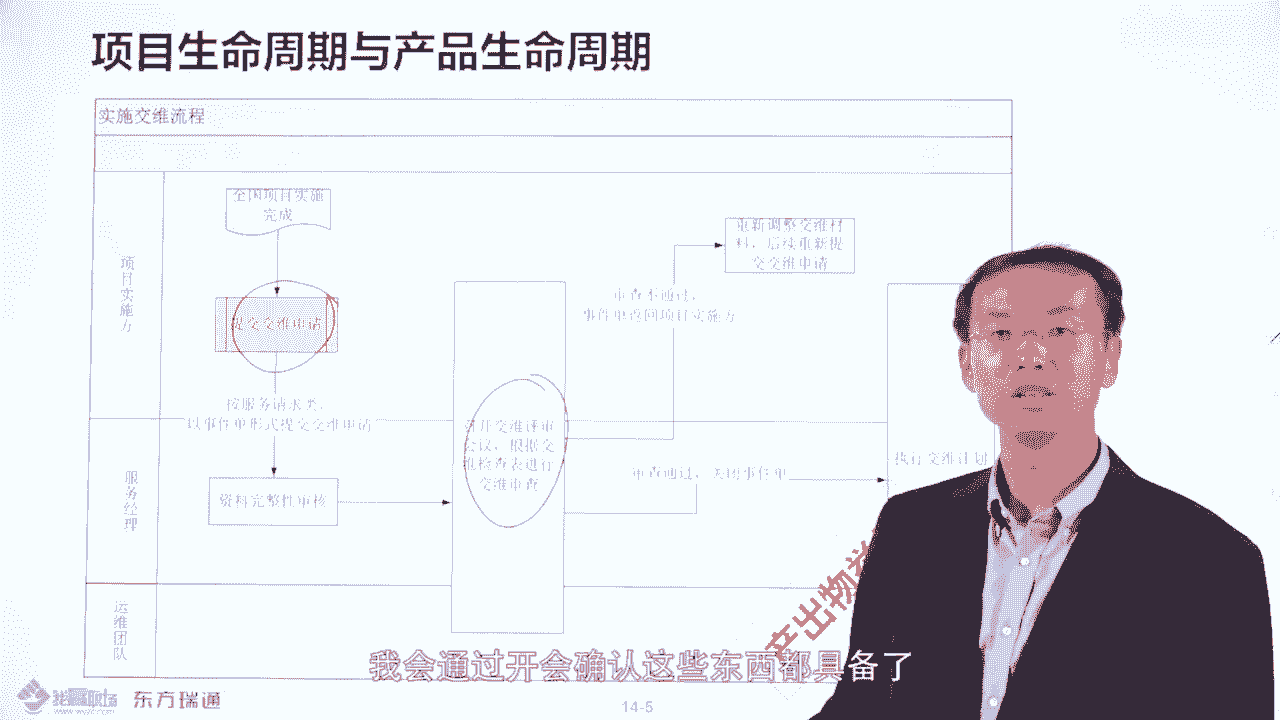 项目生命周期与产品生命周期
实施交维流程
全国项目实施
完成
重新调整交维材
料，后续重新提
交交维申请
项目实施方
提交交维申请
审查不通过，
事件单退回项目实施方
按服务请求类，
以事件单形式提交交维申请
召开交维评审
会议，根据交
维检查表进行
交维审查
服务经理
资料完整性审核
审查通过，关闭事件单
执行交维计划
运维团队
产出物
我会通过开会确认这些东西都具备了
东方瑞通
14-5